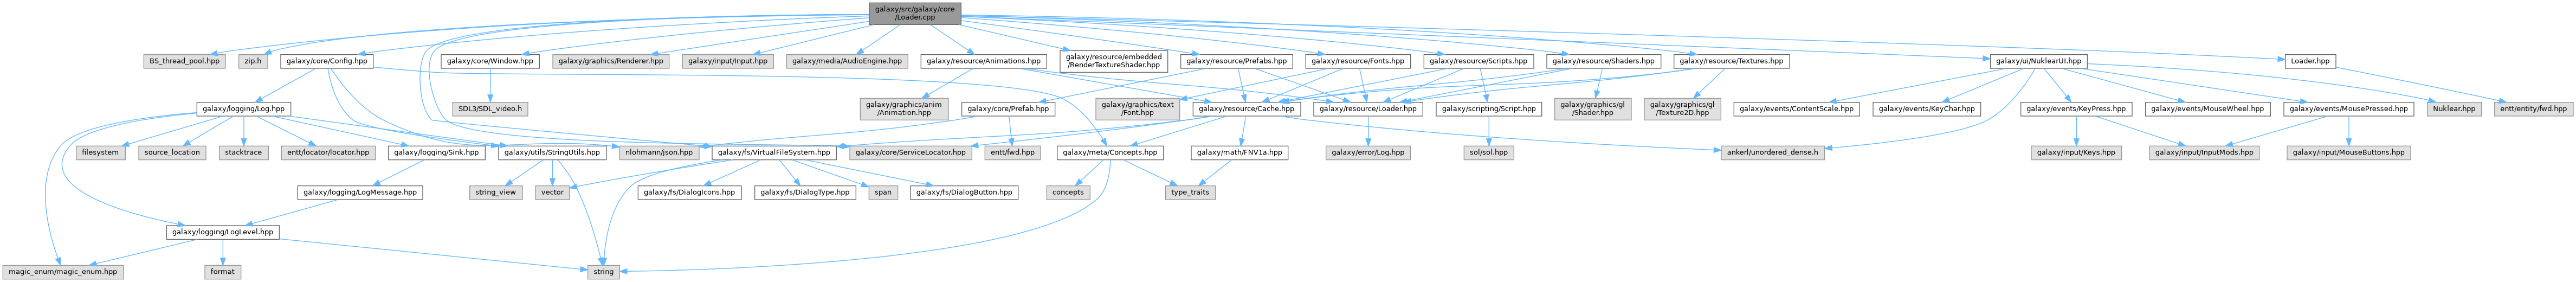 galaxy/src/galaxy/core
/Loader.cpp
BS_thread_pool.hpp
zip.h
galaxy/core/Config.hpp
galaxy/core/Window.hpp
galaxy/graphics/Renderer.hpp
galaxy/input/Input.hpp
galaxy/media/AudioEngine.hpp
galaxy/resource/Animations.hpp
galaxy/resource/embedded
/RenderTextureShader.hpp
galaxy/resource/Prefabs.hpp
galaxy/resource/Fonts.hpp
galaxy/resource/Scripts.hpp
galaxy/resource/Shaders.hpp
galaxy/resource/Textures.hpp
galaxy/ui/NuklearUI.hpp
Loader.hpp
galaxy/logging/Log.hpp
SDL3/SDL_video.h
galaxy/graphics/anim
/Animation.hpp
galaxy/core/Prefab.hpp
galaxy/graphics/text
/Font.hpp
galaxy/resource/Cache.hpp
galaxy/resource/Loader.hpp
galaxy/scripting/Script.hpp
galaxy/graphics/gl
/Shader.hpp
galaxy/graphics/gl
/Texture2D.hpp
galaxy/events/ContentScale.hpp
galaxy/events/KeyChar.hpp
galaxy/events/KeyPress.hpp
galaxy/events/MouseWheel.hpp
galaxy/events/MousePressed.hpp
Nuklear.hpp
entt/entity/fwd.hpp
filesystem
source_location
stacktrace
entt/locator/locator.hpp
galaxy/logging/Sink.hpp
galaxy/utils/StringUtils.hpp
nlohmann/json.hpp
galaxy/fs/VirtualFileSystem.hpp
galaxy/core/ServiceLocator.hpp
entt/fwd.hpp
galaxy/meta/Concepts.hpp
galaxy/math/FNV1a.hpp
galaxy/error/Log.hpp
sol/sol.hpp
ankerl/unordered_dense.h
galaxy/input/Keys.hpp
galaxy/input/InputMods.hpp
galaxy/input/MouseButtons.hpp
galaxy/logging/LogMessage.hpp
string_view
vector
galaxy/fs/DialogIcons.hpp
galaxy/fs/DialogType.hpp
span
galaxy/fs/DialogButton.hpp
concepts
type_traits
galaxy/logging/LogLevel.hpp
magic_enum/magic_enum.hpp
format
string